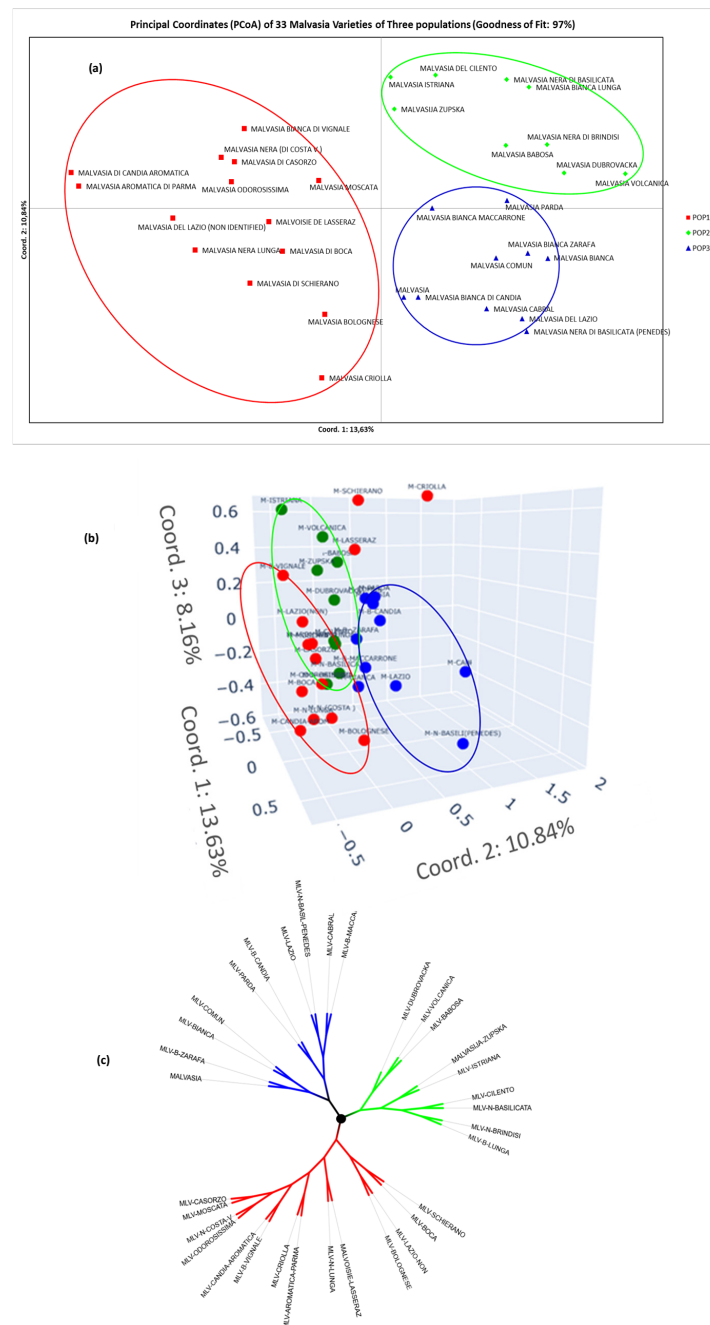 Principal Coordinates (PCoA) of 33 Malvasia Varieties of Three populations (Goodness of Fit: 97%)
(a)
MALVASIA DEL CILENTO
MALVASIA ISTRIANA
MALVASIA NERA DI BASILICATA
MALVASIA BIANCA LUNGA
MALVASIJA ZUPSKA
MALVASIA BIANCA DI VIGNALE
MALVASIA NERA DI BRINDISI
MALVASIA NERA (DI COSTA V.)
MALVASIA BABOSA
MALVASIA DI CASORZO
MALVASIA DUBROVACKA
MALVASIA DI CANDIA AROMATICA
MALVASIA VOLCANICA
MALVASIA AROMATICA DI PARMA
MALVASIA ODOROSISSIMA
MALVASIA MOSCATA
MALVASIA PARDA
MALVASIA BIANCA MACCARRONE
MALVASIA DEL LAZIO (NON IDENTIFIED)
MALVOISIE DE LASSERAZ
MALVASIA NERA LUNGA
MALVASIA DI BOCA
MALVASIA BIANCA ZARAFA
MALVASIA BIANCA
MALVASIA COMUN
MALVASIA DI SCHIERANO
MALVASIA
MALVASIA BIANCA DI CANDIA
MALVASIA CABRAL
MALVASIA BOLOGNESE
MALVASIA DEL LAZIO
MALVASIA NERA DI BASILICATA (PENEDES)
MALVASIA CRIOLLA
Coord. 2: 10,84%
Coord. 1: 13,63%
POP1
POP2
POP3
(b)
M-ISTRIANA
M-SCHIERANO
M-CRIOLLA
M-VOLCANICA
M-LASSERAZ
M-ZUPSKA
M-B-VIGNALE
M-DUBROVACKA
M-B-CANDIA
M-LAZIO(NON)
M-B-ZARAFA
M-N-BASILICA
M-LAZIO
M-BOCA
M-BOLOGNESE
M-N-BASILI(PENEDES)
0.6
0.4
0.2
0
−0.2
−0.4
−0.6
−0.5
0
0.5
−0.5
0
0.5
1
1.5
2
Coord. 3: 8.16%
Coord. 1: 13.63%
Coord. 2: 10.84%
(c)
MLV-N-BASIL-PENEDES
MLV-CABRAL
MLV-B-MACCA.
MLV-LAZIO
MLV-B-CANDIA
MLV-PARDA
MLV-COMUN
MLV-BIANCA
MLV-B-ZARAFA
MALVASIA
MLV-DUBROVACKA
MLV-VOLCANICA
MLV-BABOSA
MALVASIJA-ZUPSKA
MLV-ISTRIANA
MLV-CILENTO
MLV-N-BASILICATA
MLV-N-BRINDISI
MLV-B-LUNGA
MLV-SCHIERANO
MLV-BOCA
MLV-LAZIO-NON
MLV-BOLOGNESE
MALVOISIE-LASSERAZ
MLV-N-LUNGA
MLV-AROMATICA-PARMA
MLV-CRIOLLA
MLV-B-VIGNALE
MLV-CANDIA-AROMATICA
MLV-ODOROSISSIMA
MLV-N-COSTA-V
MLV-MOSCATA
MLV-CASORZO